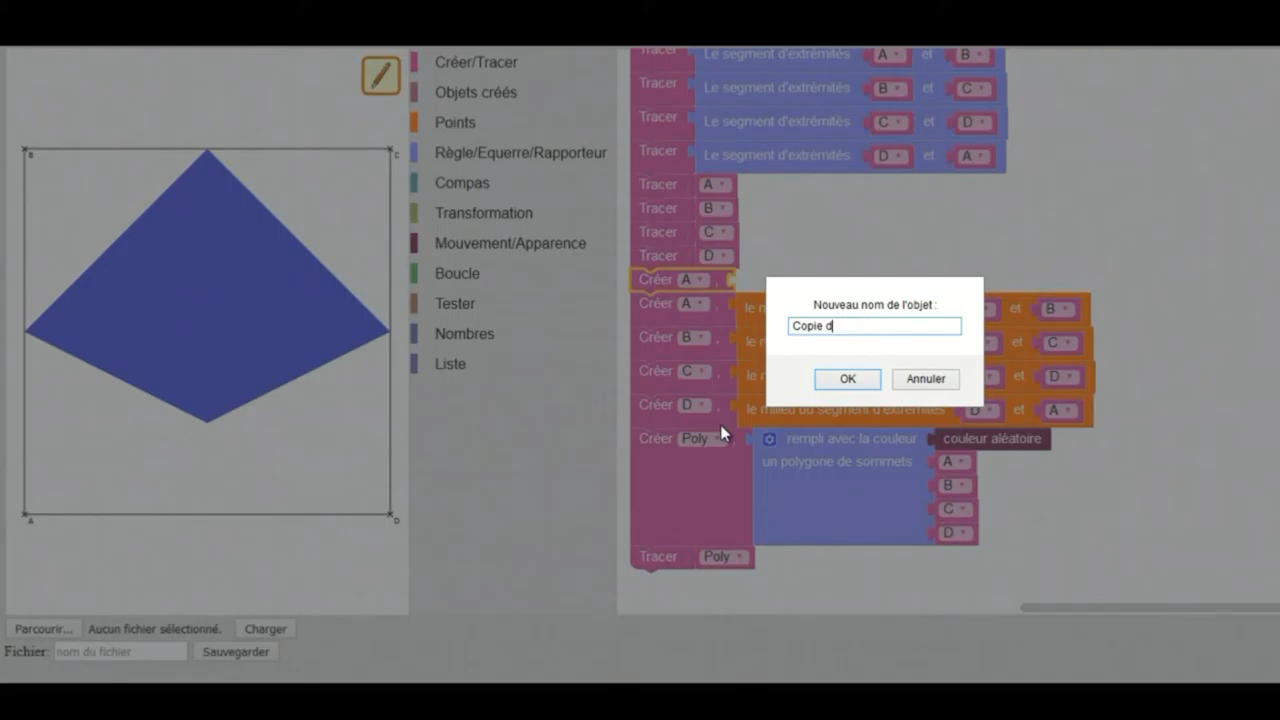 B
C
A
D
Créer/Tracer
Objets créés
Points
Règle/Equerre/Rapporteur
Compas
Transformation
Mouvement/Apparence
Boucle
Tester
Nombres
Liste
Tracer Le segment d'extrémités A et B
Tracer Le segment d'extrémités B et C
Tracer Le segment d'extrémités C et D
Tracer Le segment d'extrémités D et A
Tracer A
Tracer B
Tracer C
Tracer D
Créer A ,
Créer A , le et B
Créer B , le et C
Créer C , le et D
Créer D , le milieu du segment d'extrémités D et A
Créer Poly rempli avec la couleur couleur aléatoire
un polygone de sommets A
B
C
D
Tracer Poly
Nouveau nom de l'objet :
Copie d
OK Annuler
Parcourir... Aucun fichier sélectionné. Charger
Fichier: nom du fichier Sauvegarder